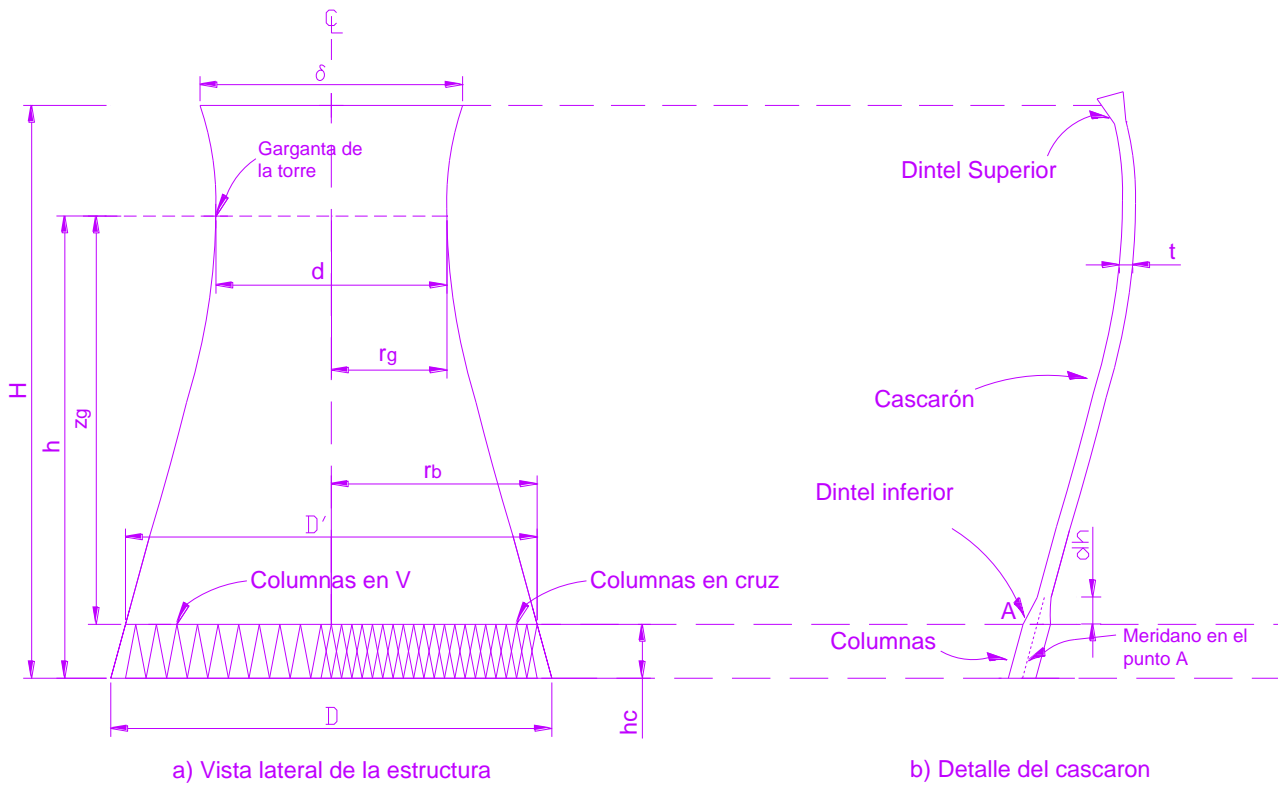 ℄
δ
Garganta de
la torre
d
rg
H
h
zg
rb
D'
Columnas en V
Columnas en cruz
hc
D
a) Vista lateral de la estructura
Dintel Superior
t
Cascarón
Dintel inferior
dh
A
Columnas
Meridano en el
punto A
b) Detalle del cascaron